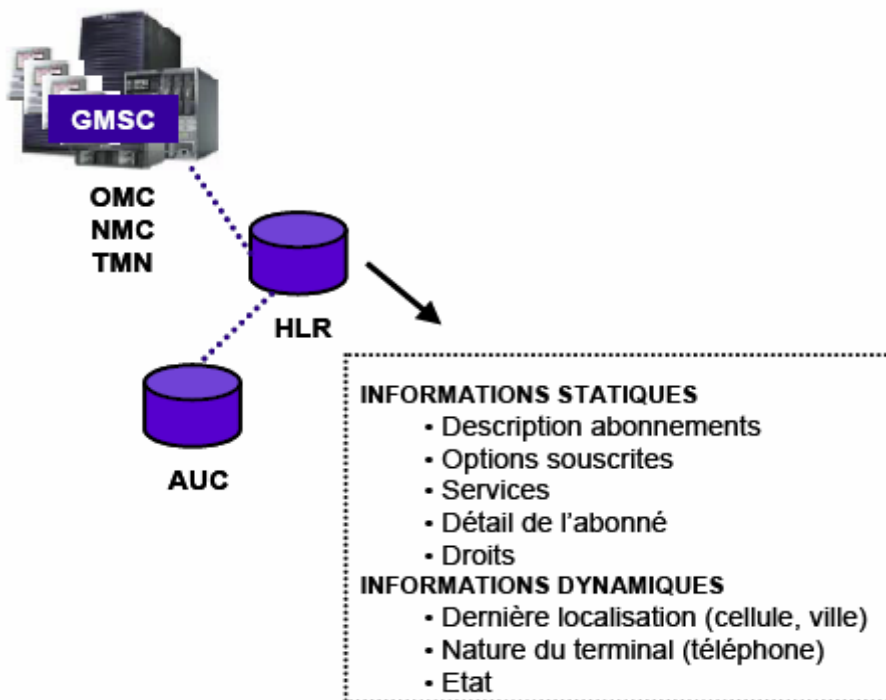 GMSC
OMC
NMC
TMN
HLR
AUC
INFORMATIONS STATIQUES
• Description abonnements
• Options souscrites
• Services
• Détail de l'abonné
• Droits
INFORMATIONS DYNAMIQUES
• Dernière localisation (cellule, ville)
• Nature du terminal (téléphone)
• Etat